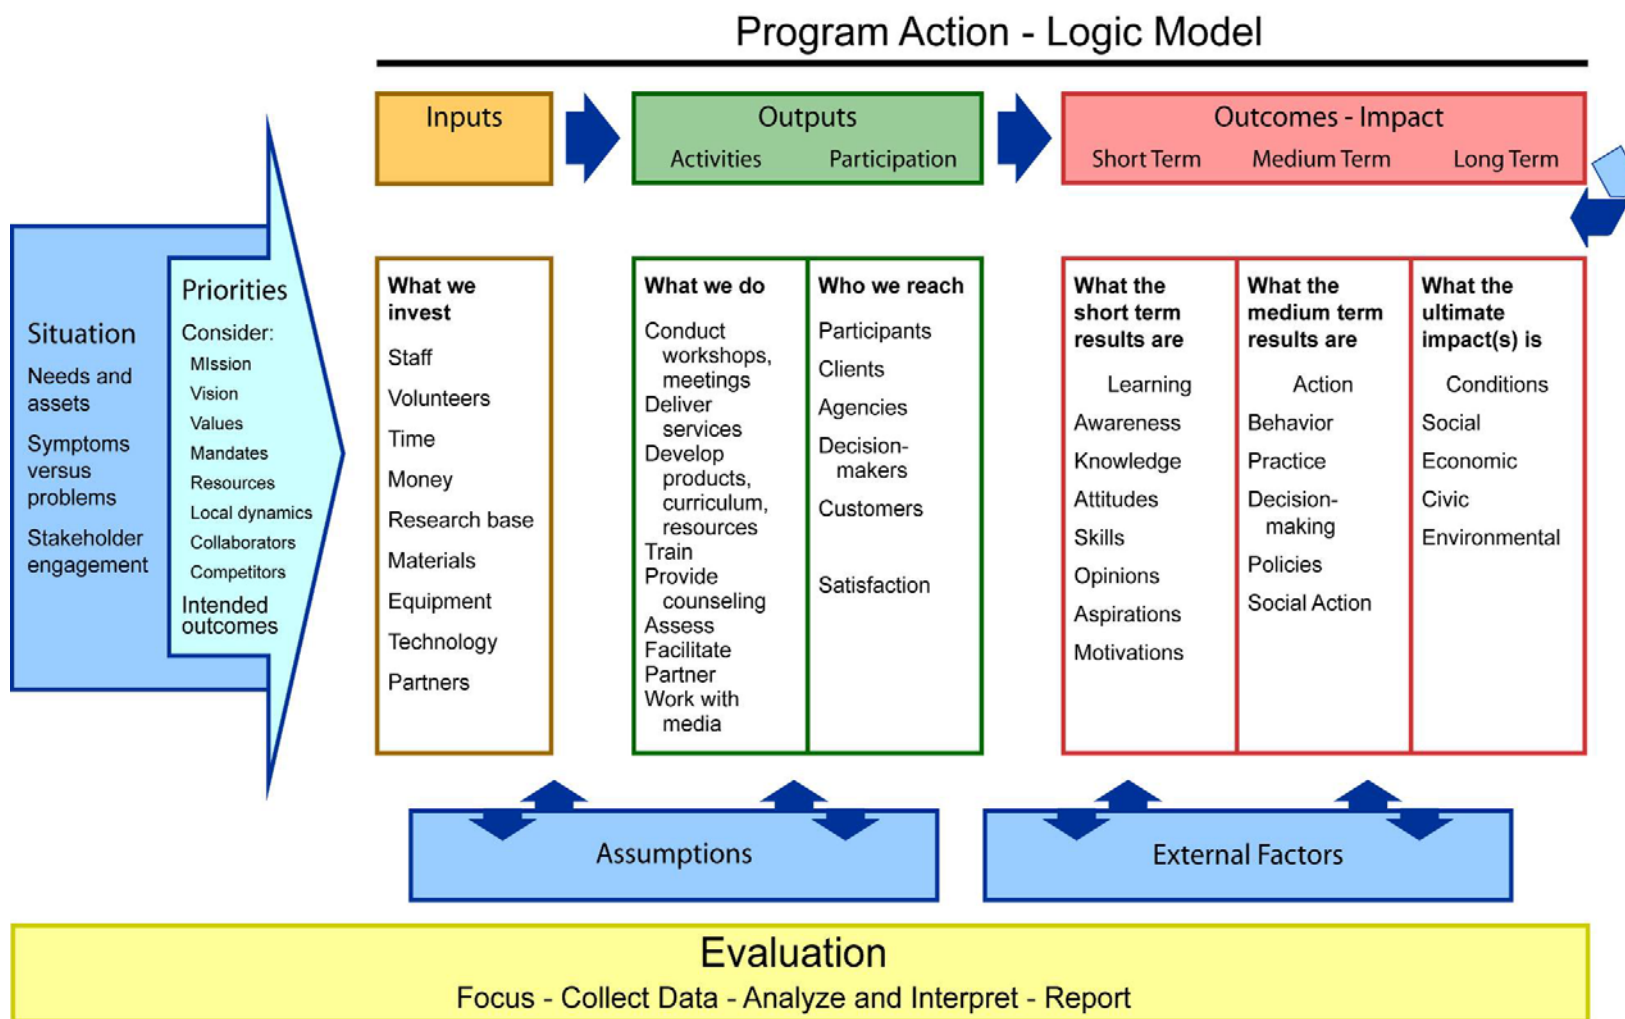 Program Action - Logic Model
Inputs
Outputs
Activities Participation
Outcomes - Impact
Short Term Medium Term Long Term
Situation
Needs and
assets
Symptoms
versus
problems
Stakeholder
engagement
Priorities
Consider:
MIssion
Vision
Values
Mandates
Resources
Local dynamics
Collaborators
Competitors
Intended
outcomes
What we
invest
Staff
Volunteers
Time
Money
Research base
Materials
Equipment
Technology
Partners
What we do
Conduct
workshops,
meetings
Deliver
services
Develop
products,
curriculum,
resources
Train
Provide
counseling
Assess
Facilitate
Partner
Work with
media
Who we reach
Participants
Clients
Agencies
Decision-
makers
Customers
Satisfaction
What the
short term
results are
Learning
Awareness
Knowledge
Attitudes
Skills
Opinions
Aspirations
Motivations
What the
medium term
results are
Action
Behavior
Practice
Decision-
making
Policies
Social Action
What the
ultimate
impact(s) is
Conditions
Social
Economic
Civic
Environmental
Assumptions
External Factors
Evaluation
Focus - Collect Data - Analyze and Interpret - Report